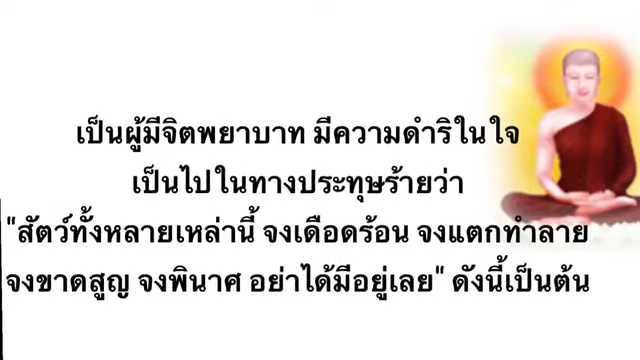 เป็นผู้มีจิตพยาบาท มีความดำริในใจ
เป็นไปในทางประทุษร้ายว่า
"สัตว์ทั้งหลายเหล่านี้ จงเดือดร้อน จงแตกทำลาย
จงขาดสูญ จงพินาศ อย่าได้มีอยู่เลย" ดังนี้เป็นต้น